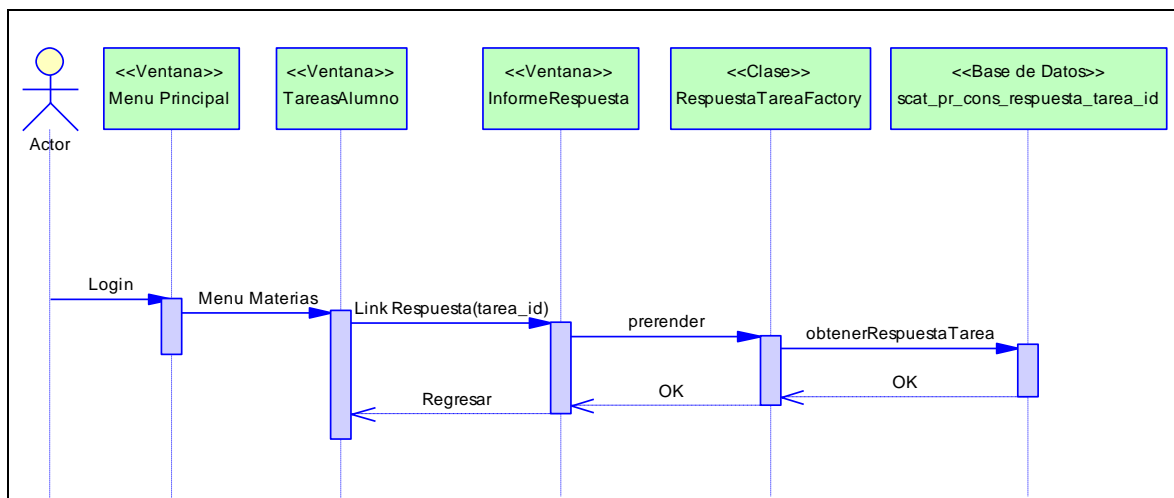 <<Ventana>>
Menu Principal
<<Ventana>>
TareasAlumno
<<Ventana>>
InformeRespuesta
<<Clase>>
RespuestaTareaFactory
<<Base de Datos>>
scat_pr_cons_respuesta_tarea_id
Actor
Login
Menu Materias
Link Respuesta(tarea_id)
prerender
obtenerRespuestaTarea
OK
OK
Regresar